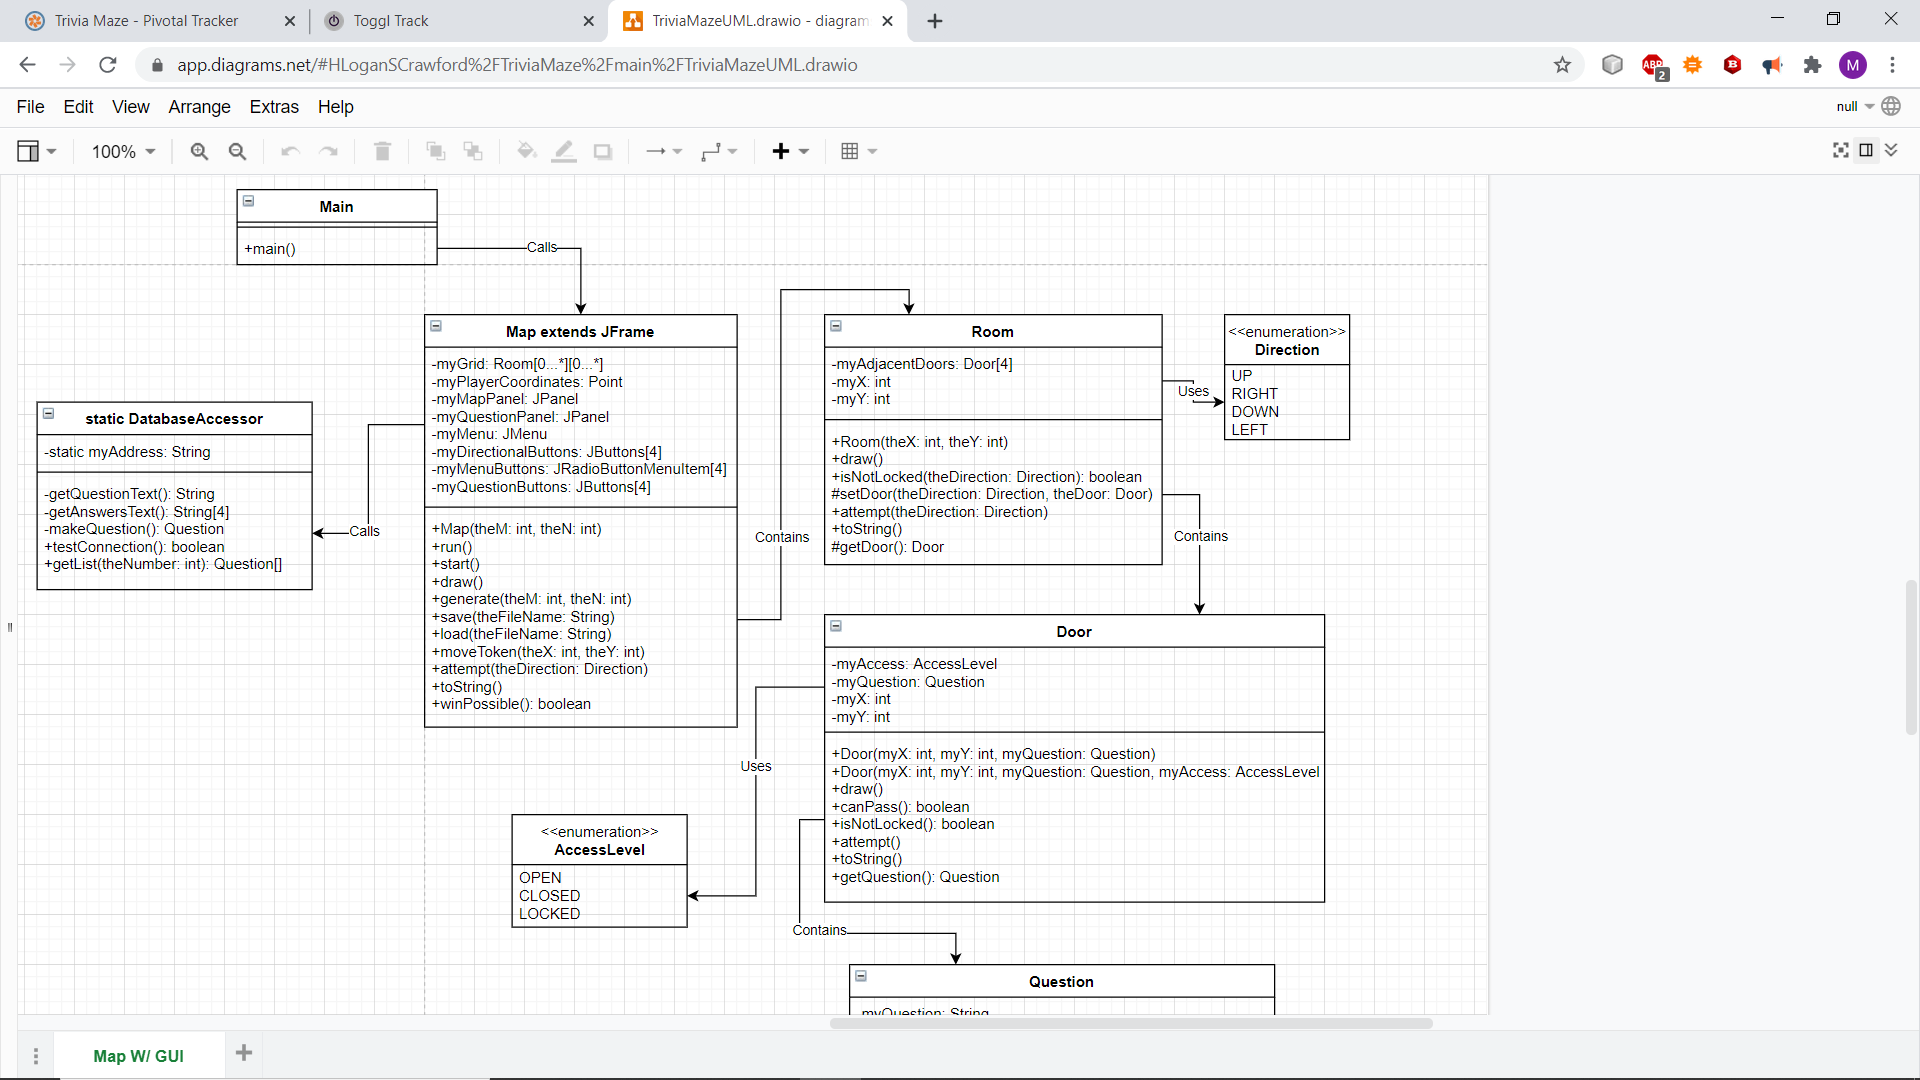 Trivia Maze - Pivotal Tracker
Toggl Track
TriviaMazeUML.drawio - diagram
app.diagrams.net/#HLoganSCrawford%2FTriviaMaze%2Fmain%2FTriviaMazeUML.drawio
ABP
2
B
M
File Edit View Arrange Extras Help
null
100%
Main
+main()
Calls
Map extends JFrame
-myGrid: Room[0...*][0...*]
-myPlayerCoordinates: Point
-myMapPanel: JPanel
-myQuestionPanel: JPanel
-myMenu: JMenu
-myDirectionalButtons: JButtons[4]
-myMenuButtons: JRadioButtonMenuItem[4]
-myQuestionButtons: JButtons[4]
+Map(theM: int, theN: int)
+run()
+start()
+draw()
+generate(theM: int, theN: int)
+save(theFileName: String)
+load(theFileName: String)
+moveToken(theX: int, theY: int)
+attempt(theDirection: Direction)
+toString()
+winPossible(): boolean
static DatabaseAccessor
-static myAddress: String
-getQuestionText(): String
-getAnswersText(): String[4]
-makeQuestion(): Question
+testConnection(): boolean
+getList(theNumber: int): Question[]
Calls
Contains
Room
-myAdjacentDoors: Door[4]
-myX: int
-myY: int
+Room(theX: int, theY: int)
+draw()
+isNotLocked(theDirection: Direction): boolean
#setDoor(theDirection: Direction, theDoor: Door)
+attempt(theDirection: Direction)
+toString()
#getDoor(): Door
Uses
<<enumeration>>
Direction
UP
RIGHT
DOWN
LEFT
Contains
Door
-myAccess: AccessLevel
-myQuestion: Question
-myX: int
-myY: int
+Door(myX: int, myY: int, myQuestion: Question)
+Door(myX: int, myY: int, myQuestion: Question, myAccess: AccessLevel
+draw()
+canPass(): boolean
+isNotLocked(): boolean
+attempt()
+toString()
+getQuestion(): Question
Uses
<<enumeration>>
AccessLevel
OPEN
CLOSED
LOCKED
Contains
Question
-myQuestion: String
Map W/ GUI